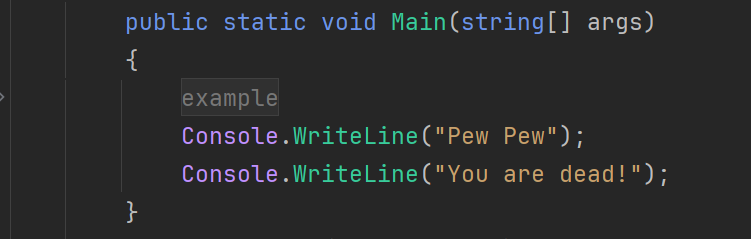 public static void Main(string[] args)
{
example
Console.WriteLine("Pew Pew");
Console.WriteLine("You are dead!");
}